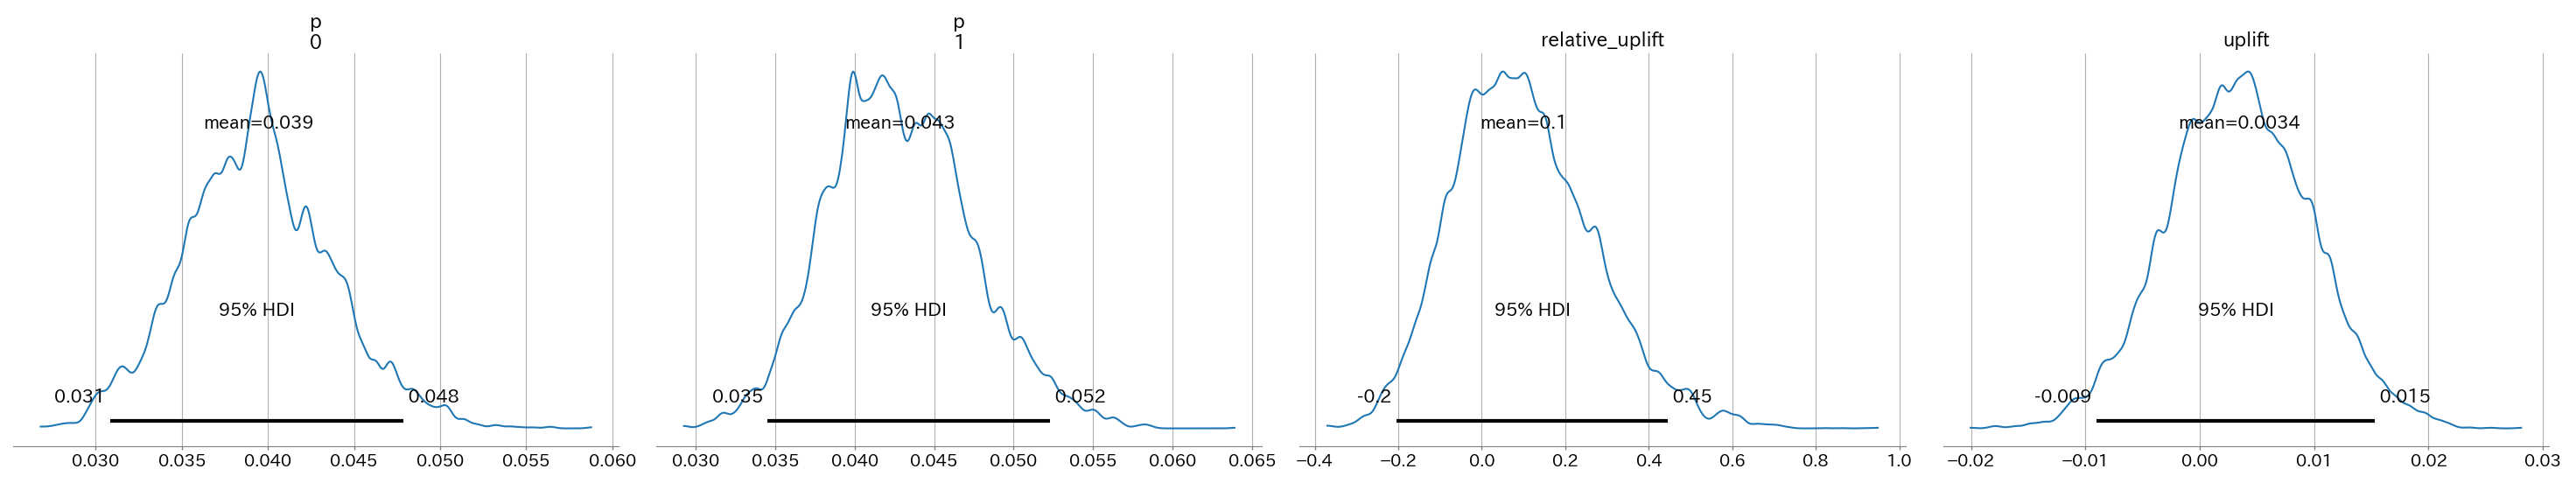 p
0
mean=0.039
95% HDI
0.031
0.048
0.030 0.035 0.040 0.045 0.050 0.055 0.060
p
1
mean=0.043
95% HDI
0.035
0.052
0.030 0.035 0.040 0.045 0.050 0.055 0.060 0.065
relative_uplift
mean=0.1
95% HDI
-0.2
0.45
−0.4 −0.2 0.0 0.2 0.4 0.6 0.8 1.0
uplift
mean=0.0034
95% HDI
-0.009
0.015
−0.02 −0.01 0.00 0.01 0.02 0.03